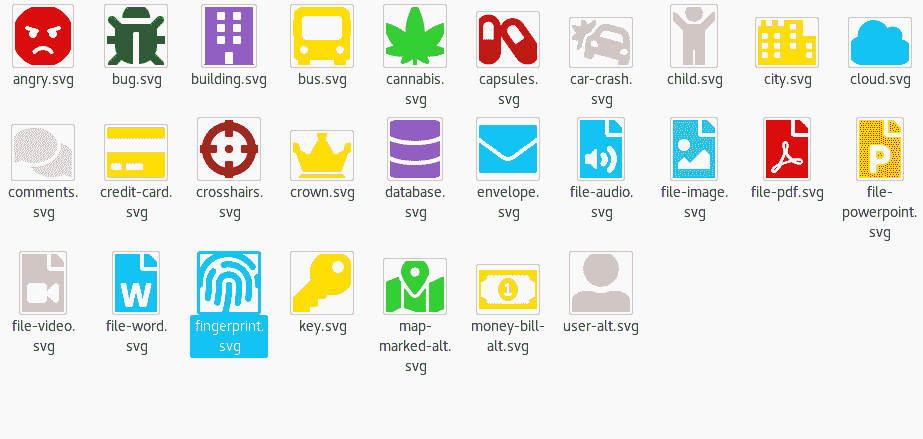 angry.svg bug.svg building.svg bus.svg cannabis.svg capsules.svg car-crash.svg child.svg city.svg cloud.svg
comments.svg credit-card.svg crosshairs.svg crown.svg database.svg envelope.svg file-audio.svg file-image.svg file-pdf.svg file-powerpoint.svg
P
W
1
file-video.svg file-word.svg fingerprint.svg key.svg map-marked-alt.svg money-bill-alt.svg user-alt.svg